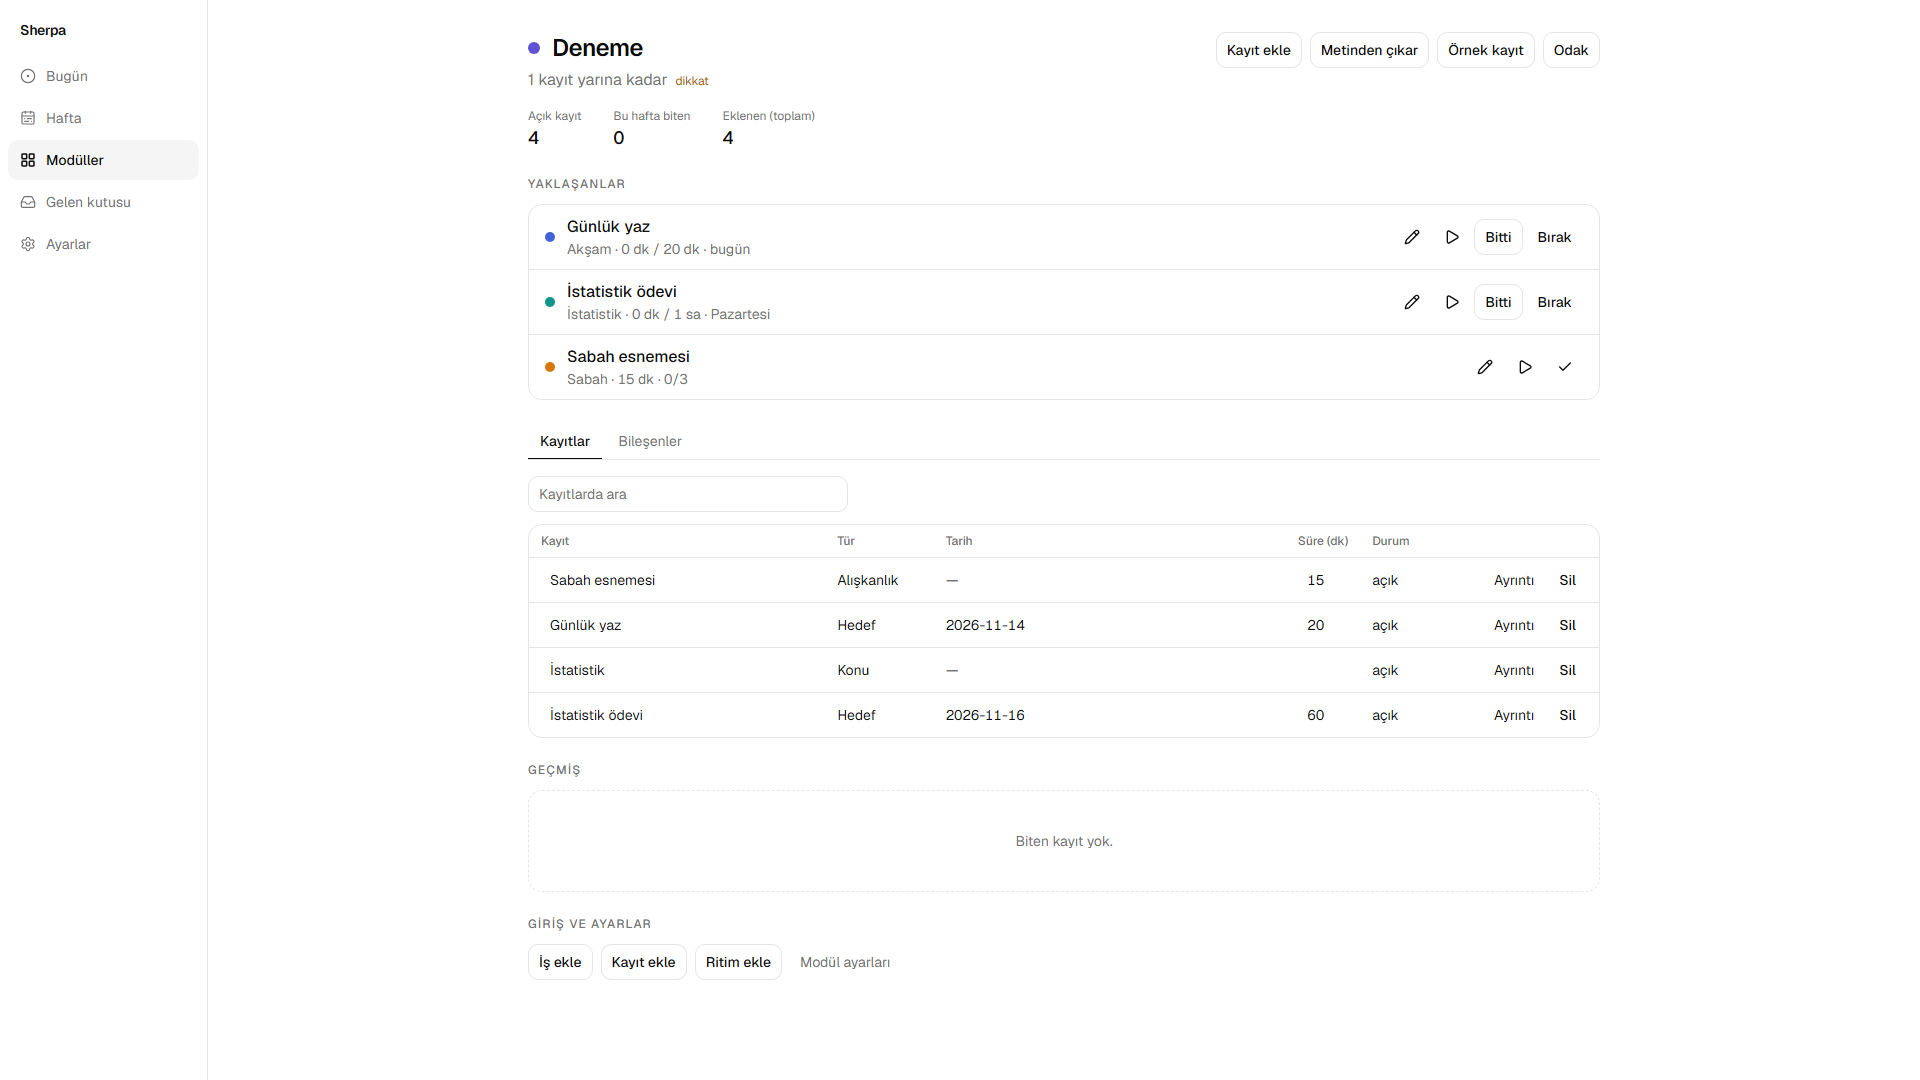 Sherpa
Bugün
Hafta
Modüller
Gelen kutusu
Ayarlar
Deneme
Kayıt ekle Metinden çıkar Örnek kayıt Odak
1 kayıt yarına kadar dikkat
Açık kayıt Bu hafta biten Eklenen (toplam)
4 0 4
YAKLAŞANLAR
Günlük yaz
Akşam · 0 dk / 20 dk · bugün
Bitti Bırak
İstatistik ödevi
İstatistik · 0 dk / 1 sa · Pazartesi
Bitti Bırak
Sabah esnemesi
Sabah · 15 dk · 0/3
Kayıtlar Bileşenler
Kayıtlarda ara
Kayıt Tür Tarih Süre (dk) Durum
Sabah esnemesi Alışkanlık — 15 açık Ayrıntı Sil
Günlük yaz Hedef 2026-11-14 20 açık Ayrıntı Sil
İstatistik Konu — açık Ayrıntı Sil
İstatistik ödevi Hedef 2026-11-16 60 açık Ayrıntı Sil
GEÇMİŞ
Biten kayıt yok.
GİRİŞ VE AYARLAR
İş ekle Kayıt ekle Ritim ekle Modül ayarları